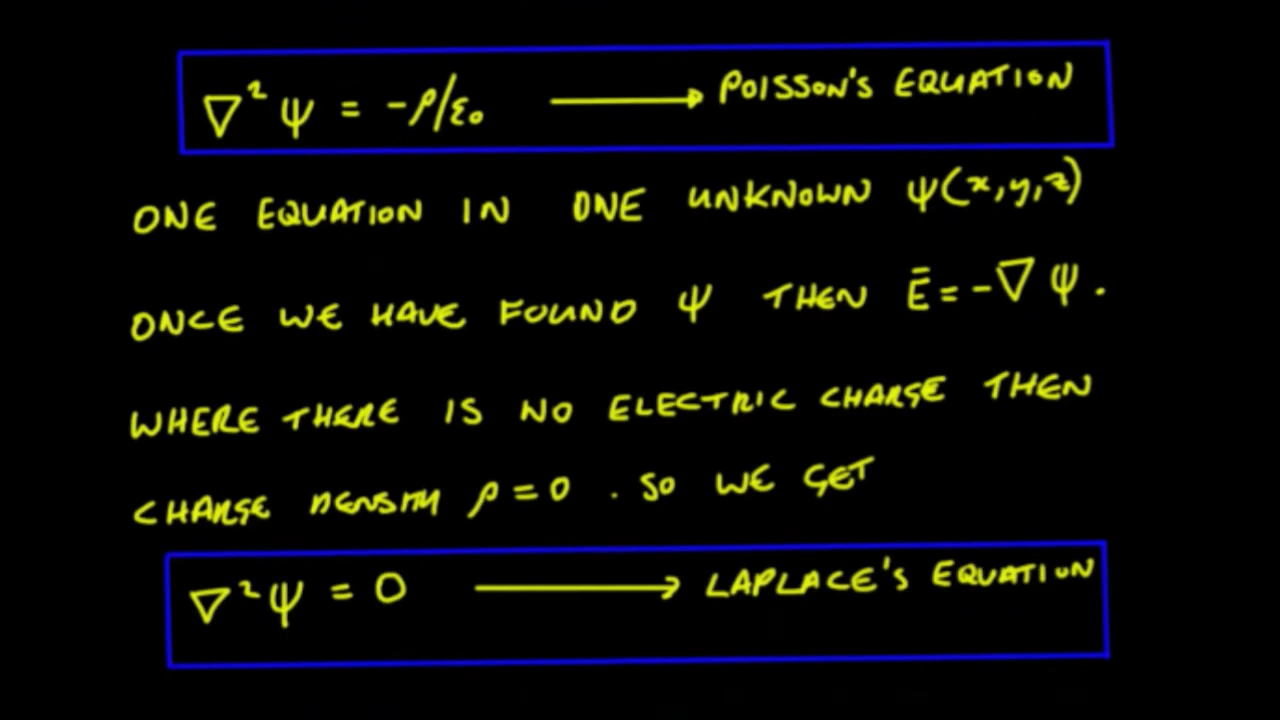 ∇²ψ = -ρ/ε₀ ⟶ POISSON'S EQUATION
ONE EQUATION IN ONE UNKNOWN ψ(x,y,z)
ONCE WE HAVE FOUND ψ THEN Ē = -∇ψ.
WHERE THERE IS NO ELECTRIC CHARGE THEN
CHARGE DENSITY ρ=0 . SO WE GET
∇²ψ = 0 ⟶ LAPLACE'S EQUATION